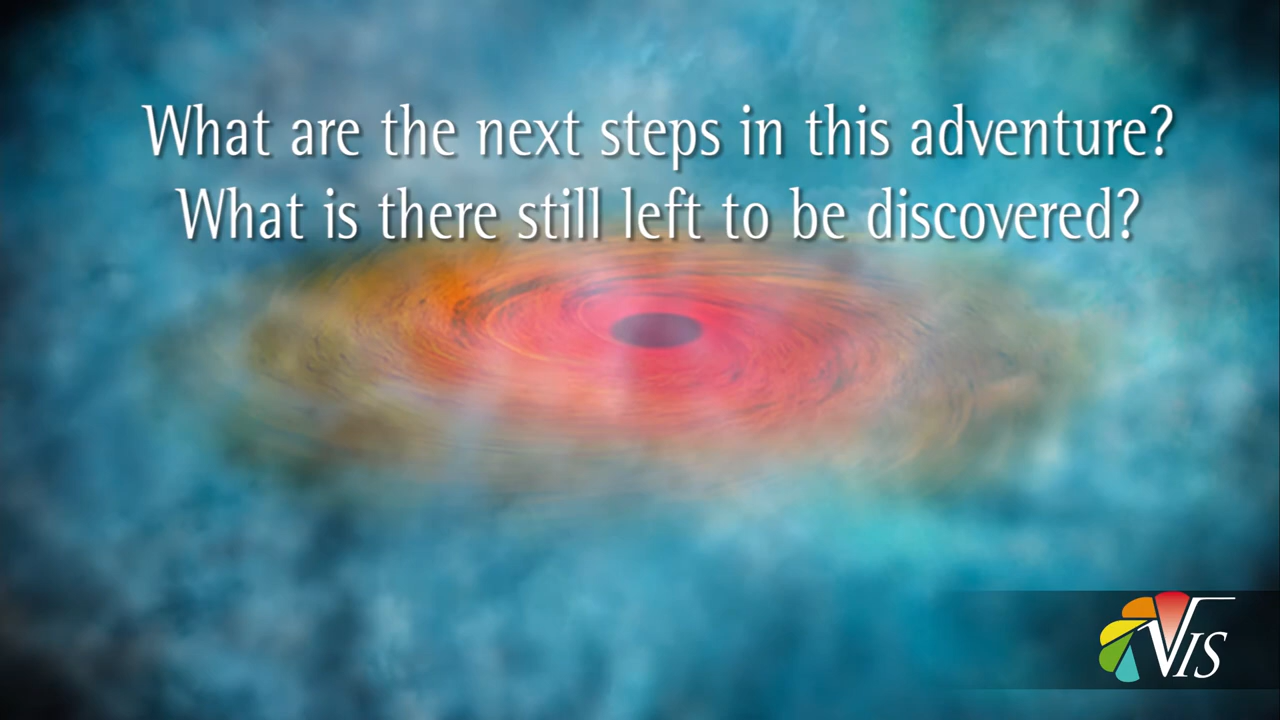 What are the next steps in this adventure?
What is there still left to be discovered?
VIS